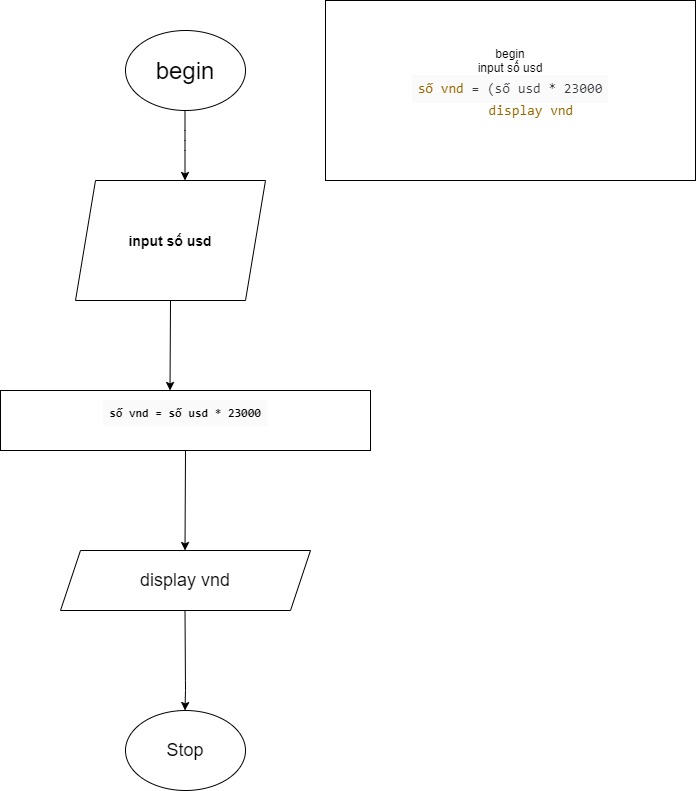 begin
input số usd
số vnd = số usd * 23000
display vnd
Stop
begin
input số usd
số vnd = (số usd * 23000
display vnd